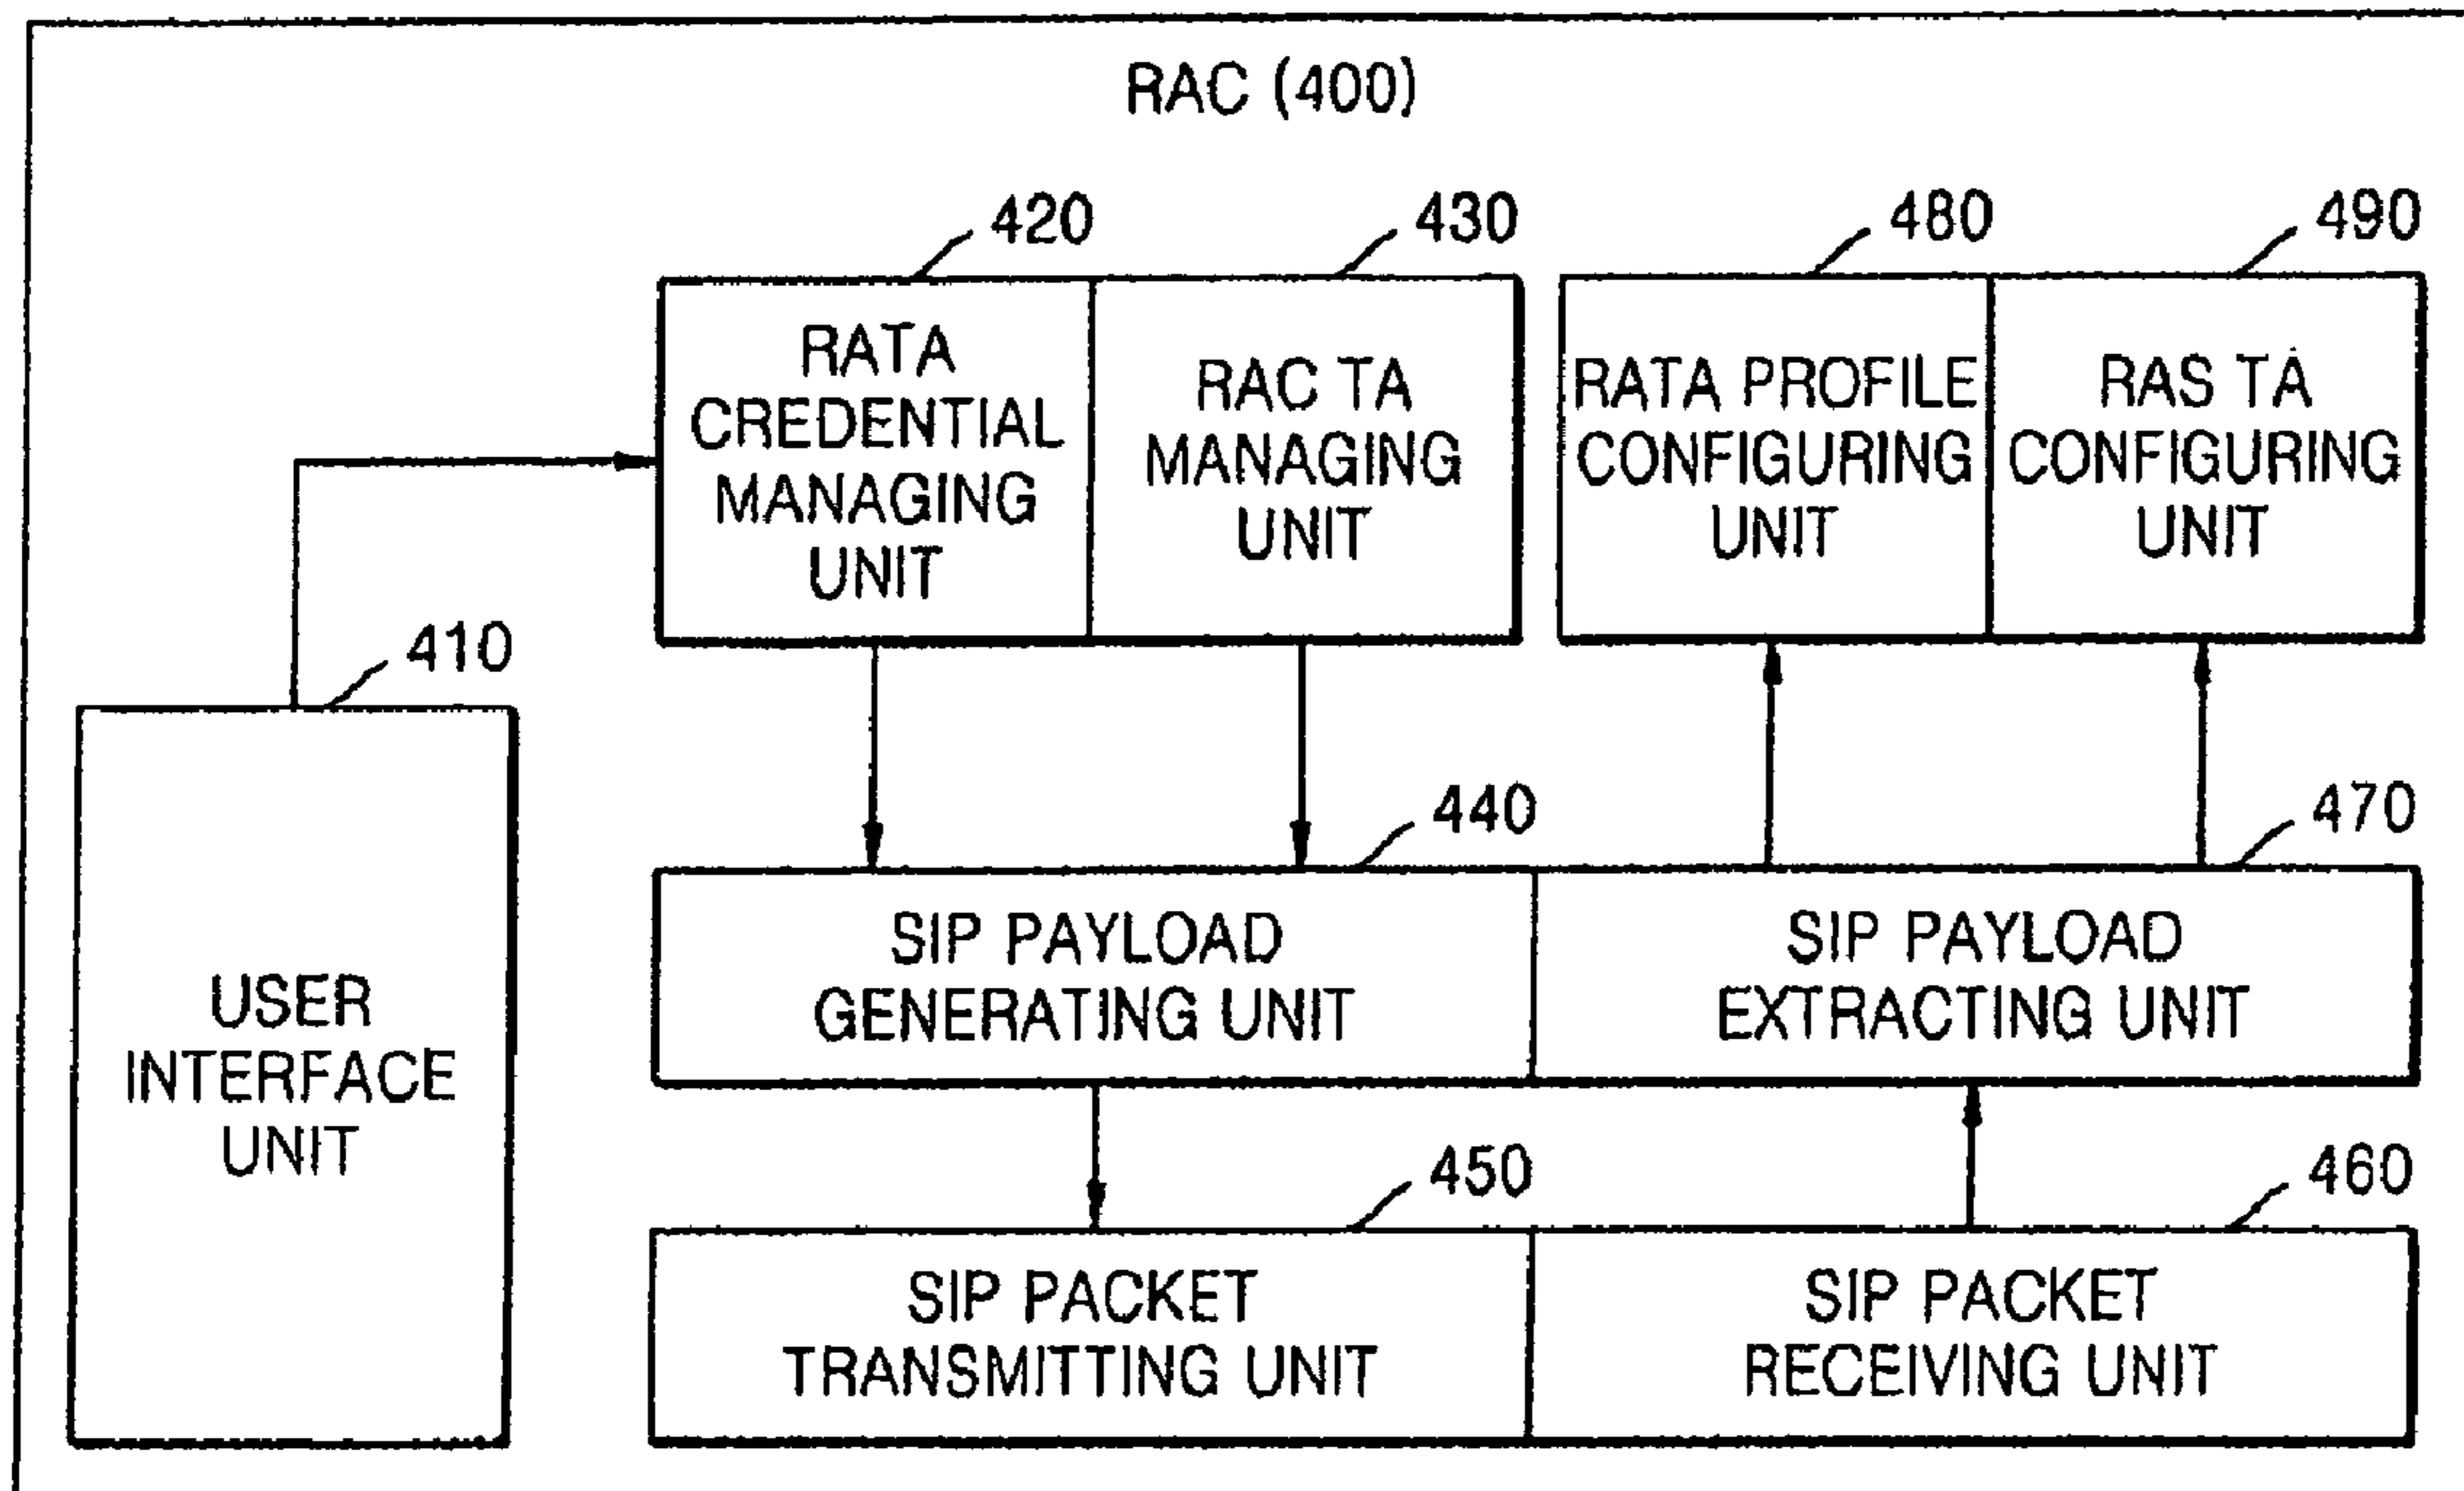 RAC (400)
420
430
480
490
RATA
CREDENTIAL
MANAGING
UNIT
RAC TA
MANAGING
UNIT
RATA PROFILE
CONFIGURING
UNIT
RAS TA
CONFIGURING
UNIT
410
USER
INTERFACE
UNIT
440
470
SIP PAYLOAD
GENERATING UNIT
SIP PAYLOAD
EXTRACTING UNIT
450
460
SIP PACKET
TRANSMITTING UNIT
SIP PACKET
RECEIVING UNIT